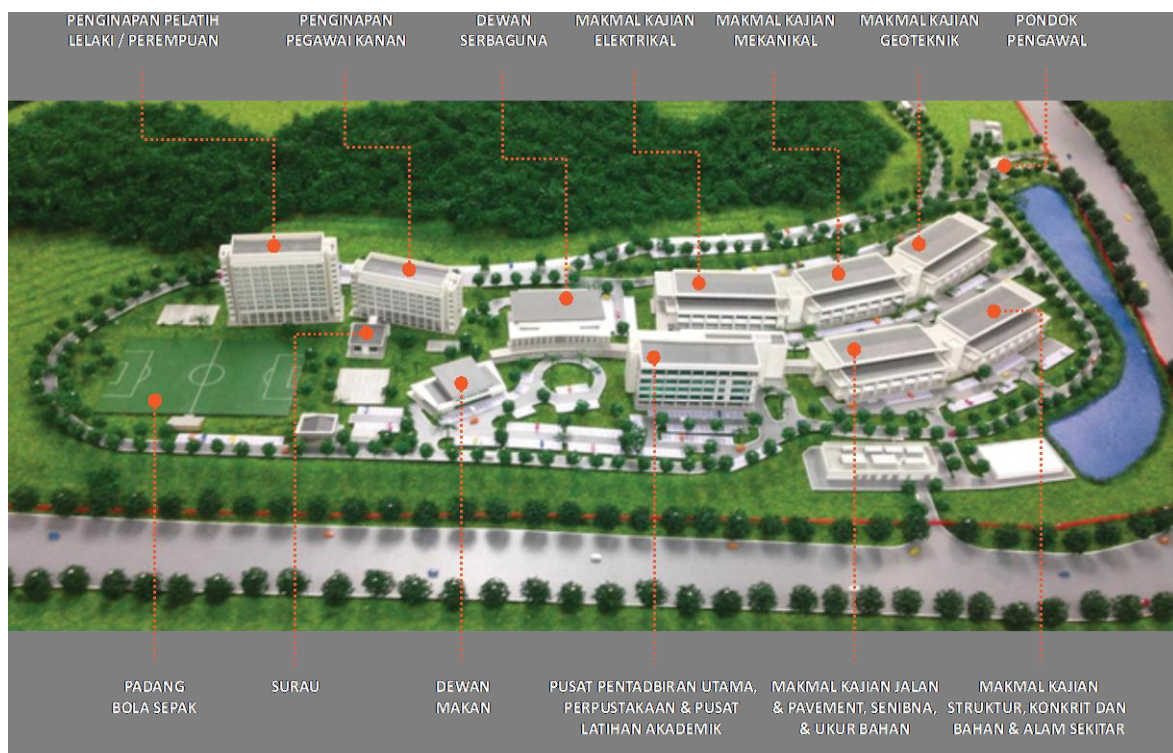 PENGINAPAN PELATIH
LELAKI / PEREMPUAN
PENGINAPAN
PEGAWAI KANAN
DEWAN
SERBAGUNA
MAKMAL KAJIAN
ELEKTRIKAL
MAKMAL KAJIAN
MEKANIKAL
MAKMAL KAJIAN
GEOTEKNIK
PONDOK
PENGAWAL
PADANG
BOLA SEPAK
SURAU
DEWAN
MAKAN
PUSAT PENTADBIRAN UTAMA,
PERPUSTAKAAN & PUSAT
LATIHAN AKADEMIK
MAKMAL KAJIAN JALAN
& PAVEMENT, SENIBNA,
& UKUR BAHAN
MAKMAL KAJIAN
STRUKTUR, KONKRIT DAN
BAHAN & ALAM SEKITAR